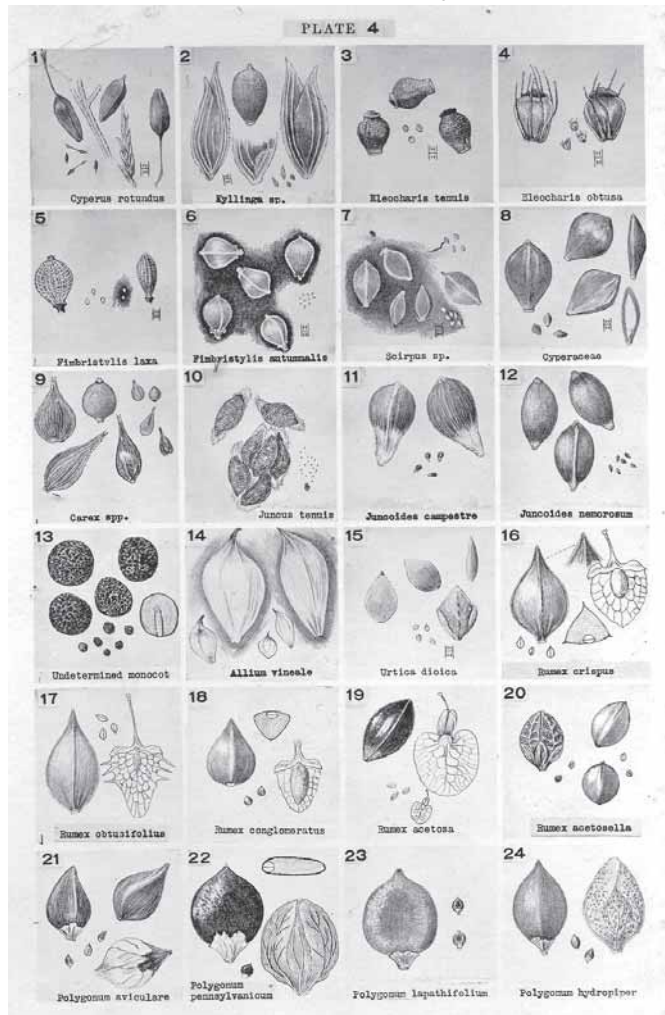 PLATE 4
1
Cyperus rotundus
2
Kyllinga sp.
3
Eleocharis tenuis
4
Eleocharis obtusa
5
Fimbristylis laxa
6
Fimbristylis autumnalis
7
Scirpus sp.
8
Cyperaceae
9
Carex spp.
10
Juncus tenuis
11
Juncoides campestre
12
Juncoides nemorosum
13
Undetermined monocot
14
Allium vineale
15
Urtica dioica
16
Rumex crispus
17
Rumex obtusifolius
18
Rumex conglomeratus
19
Rumex acetosa
20
Rumex acetosella
21
Polygonum aviculare
22
Polygonum
pennsylvanicum
23
Polygonum lapathifolium
24
Polygonum hydropiper